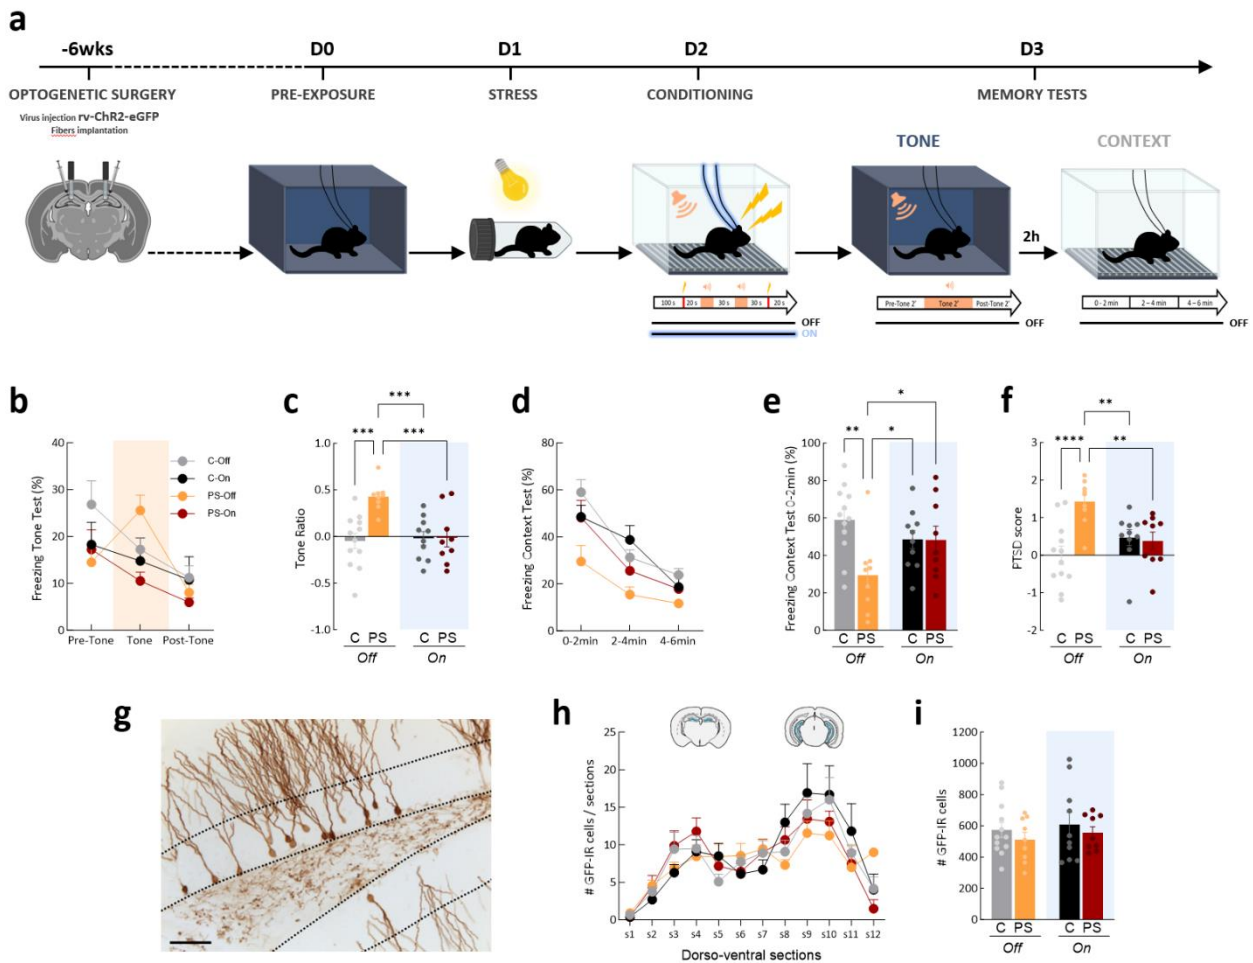 a
-6wks
D0
D1
D2
D3
OPTOGENETIC SURGERY
PRE-EXPOSURE
STRESS
CONDITIONING
MEMORY TESTS
Virus injection rv-ChR2-eGFP
Fibers implantation
TONE
CONTEXT
2h
100 s 20 s 30 s 30 s 20 s
OFF
ON
Pre-Tone 2' Tone 2' Post-Tone 2'
OFF
0 - 2 min 2 – 4 min 4 – 6 min
OFF
b
Freezing Tone Test (%)
40
30
20
10
0
Pre-Tone Tone Post-Tone
C-Off
C-On
PS-Off
PS-On
c
Tone Ratio
1.0
0.5
0.0
-0.5
-1.0
***
***
***
C PS C PS
Off On
d
Freezing Context Test (%)
80
60
40
20
0
0-2min 2-4min 4-6min
e
Freezing Context Test 0-2min (%)
100
80
60
40
20
0
*
**
*
C PS C PS
Off On
f
PTSD score
3
2
1
0
-1
-2
**
****
**
C PS C PS
Off On
g
h
# GFP-IR cells / sections
25
20
15
10
5
0
s1 s2 s3 s4 s5 s6 s7 s8 s9 s10 s11 s12
Dorso-ventral sections
i
# GFP-IR cells
1200
1000
800
600
400
200
0
C PS C PS
Off On